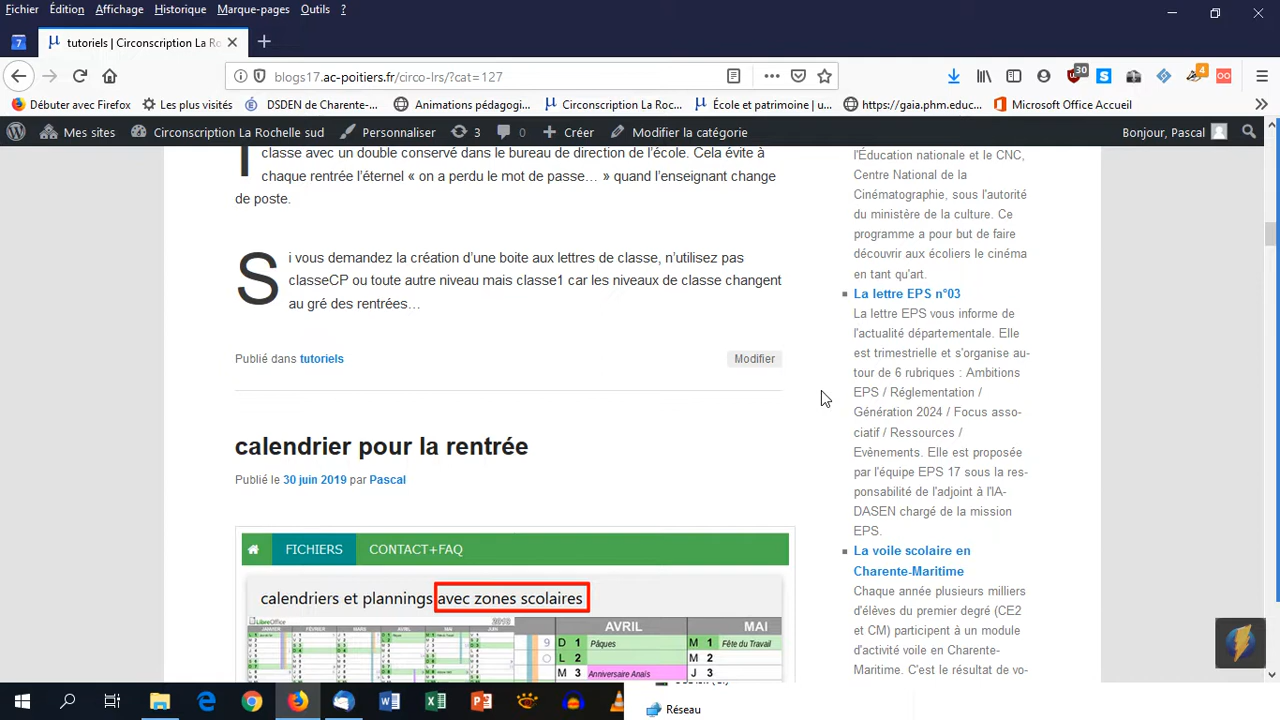 Fichier Édition Affichage Historique Marque-pages Outils ?
7 tutoriels | Circonscription La Ro
blogs17.ac-poitiers.fr/circo-lrs/?cat=127
30 4
Débuter avec Firefox Les plus visités DSDEN de Charente-... Animations pédagog... Circonscription La Roc... École et patrimoine | u... https://gaia.phm.educ... Microsoft Office Accueil
Mes sites Circonscription La Rochelle sud Personnaliser 3 0 Créer Modifier la catégorie Bonjour, Pascal
classe avec un double conservé dans le bureau de direction de l'école. Cela évite à
chaque rentrée l'éternel « on a perdu le mot de passe… » quand l'enseignant change
de poste.
Si vous demandez la création d'une boite aux lettres de classe, n'utilisez pas
classeCP ou toute autre niveau mais classe1 car les niveaux de classe changent
au gré des rentrées…
Publié dans tutoriels Modifier
calendrier pour la rentrée
Publié le 30 juin 2019 par Pascal
FICHIERS CONTACT+FAQ
calendriers et plannings avec zones scolaires
LibreOffice 2018
AVRIL MAI
9 D 1 Pâques M 1 Fête du Travail
L 2 M 2
M 3 Anniversaire Anaïs J 3
l'Éducation nationale et le CNC,
Centre National de la
Cinématographie, sous l'autorité
du ministère de la culture. Ce
programme a pour but de faire
découvrir aux écoliers le cinéma
en tant qu'art.
La lettre EPS n°03
La lettre EPS vous informe de
l'actualité départementale. Elle
est trimestrielle et s'organise au-
tour de 6 rubriques : Ambitions
EPS / Réglementation /
Génération 2024 / Focus asso-
ciatif / Ressources /
Evènements. Elle est proposée
par l'équipe EPS 17 sous la res-
ponsabilité de l'adjoint à l'IA-
DASEN chargé de la mission
EPS.
La voile scolaire en
Charente-Maritime
Chaque année plusieurs milliers
d'élèves du premier degré (CE2
et CM) participent à un module
d'activité voile en Charente-
Maritime. C'est le résultat de vo-
Réseau